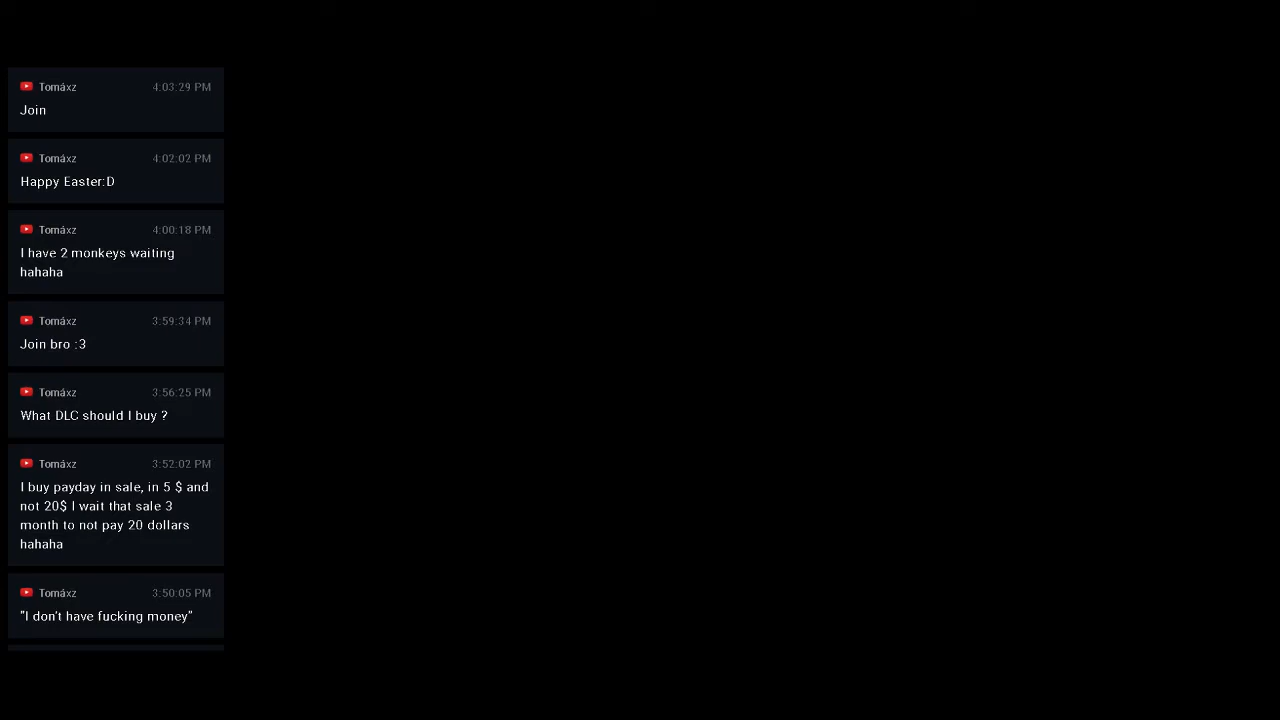 Tomáxz 4:03:29 PM
Join
Tomáxz 4:02:02 PM
Happy Easter:D
Tomáxz 4:00:18 PM
I have 2 monkeys waiting
hahaha
Tomáxz 3:59:34 PM
Join bro :3
Tomáxz 3:56:25 PM
What DLC should I buy ?
Tomáxz 3:52:02 PM
I buy payday in sale, in 5 $ and
not 20$ I wait that sale 3
month to not pay 20 dollars
hahaha
Tomáxz 3:50:05 PM
"I don't have fucking money"